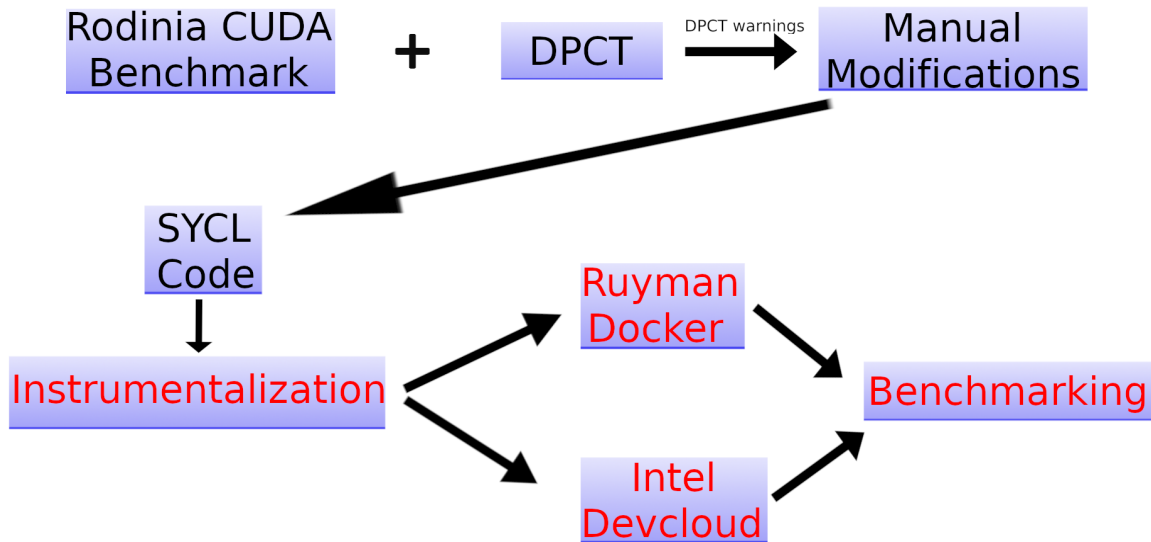 Rodinia CUDA
Benchmark
+
DPCT
DPCT warnings
Manual
Modifications
SYCL
Code
Instrumentalization
Ruyman
Docker
Intel
Devcloud
Benchmarking